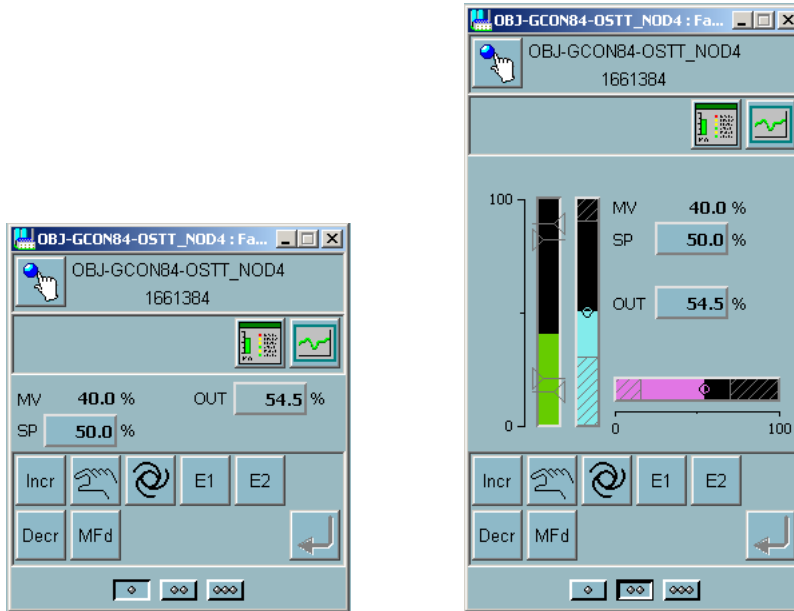 OBJ-GCON84-OSTT_NOD4 : Fa...
OBJ-GCON84-OSTT_NOD4
1661384
MV 40.0 % OUT 54.5 %
SP 50.0 %
Incr E1 E2
Decr MFd
OBJ-GCON84-OSTT_NOD4 : Fa...
OBJ-GCON84-OSTT_NOD4
1661384
100 MV 40.0 %
SP 50.0 %
OUT 54.5 %
0
0 100
Incr E1 E2
Decr MFd